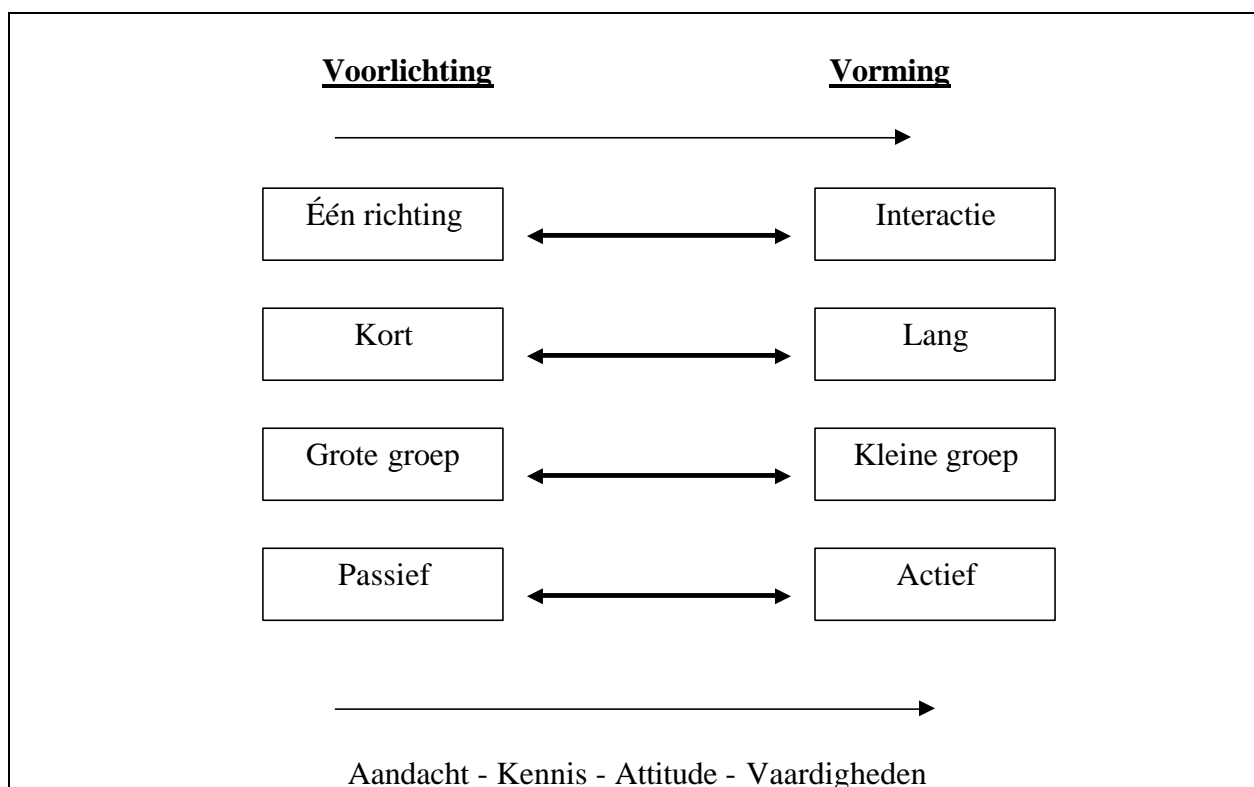 Voorlichting Vorming
Één richting Interactie
Kort Lang
Grote groep Kleine groep
Passief Actief
Aandacht - Kennis - Attitude - Vaardigheden